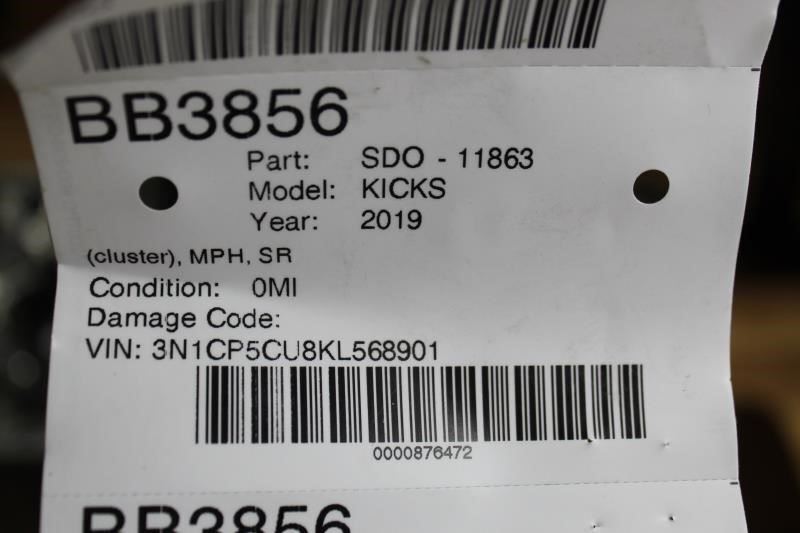 BB3856
Part: SDO - 11863
Model: KICKS
Year: 2019
(cluster), MPH, SR
Condition: 0MI
Damage Code:
VIN: 3N1CP5CU8KL568901
0000876472
BB3856